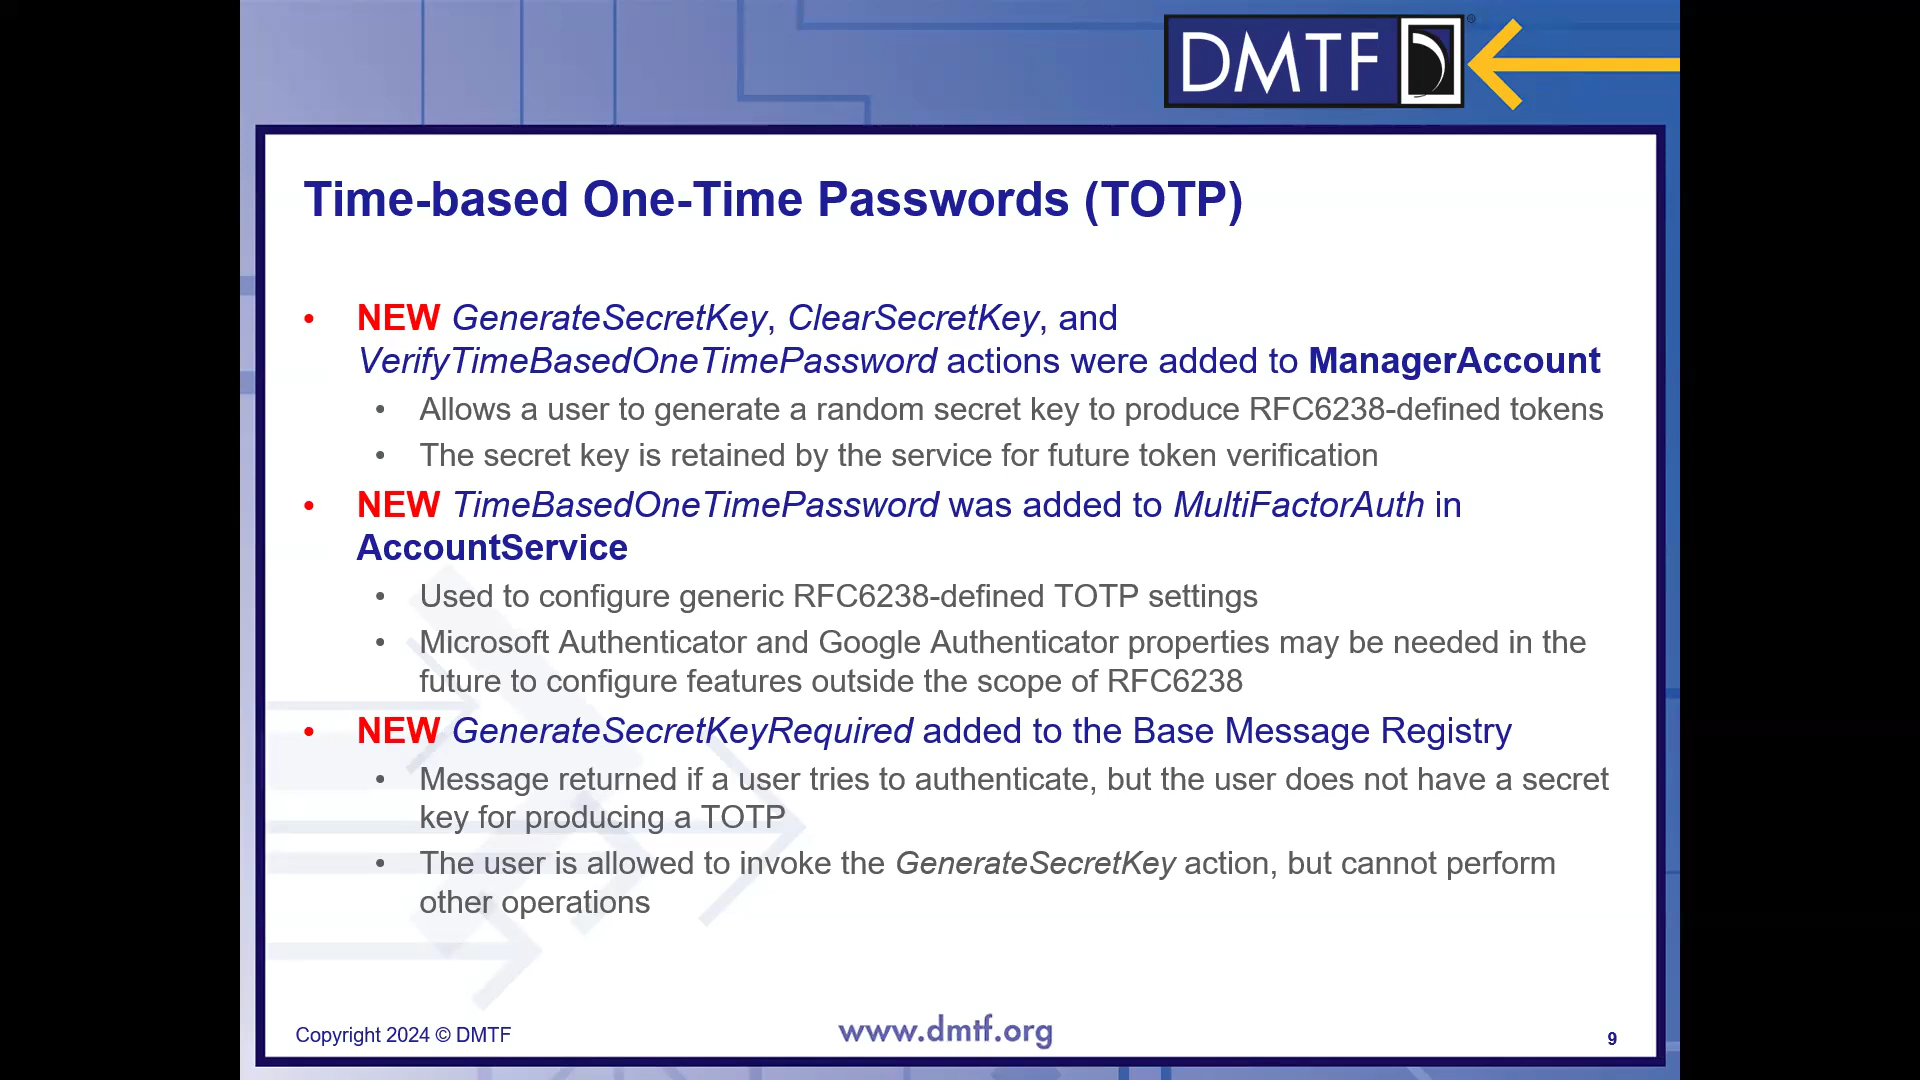 DMTF
Time-based One-Time Passwords (TOTP)
• NEW GenerateSecretKey, ClearSecretKey, and
VerifyTimeBasedOneTimePassword actions were added to ManagerAccount
• Allows a user to generate a random secret key to produce RFC6238-defined tokens
• The secret key is retained by the service for future token verification
• NEW TimeBasedOneTimePassword was added to MultiFactorAuth in
AccountService
• Used to configure generic RFC6238-defined TOTP settings
• Microsoft Authenticator and Google Authenticator properties may be needed in the
future to configure features outside the scope of RFC6238
• NEW GenerateSecretKeyRequired added to the Base Message Registry
• Message returned if a user tries to authenticate, but the user does not have a secret
key for producing a TOTP
• The user is allowed to invoke the GenerateSecretKey action, but cannot perform
other operations
Copyright 2024 © DMTF
www.dmtf.org
9